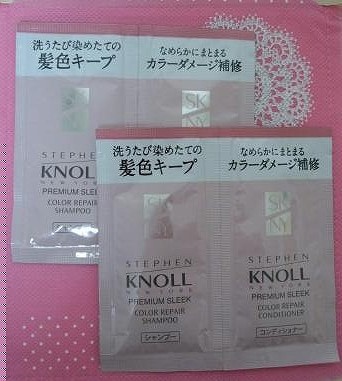 洗うたび染めたての
髪色キープ
なめらかにまとまる
カラーダメージ補修
STEPHEN
KNOLL
NEW YORK
PREMIUM SLEEK
COLOR REPAIR
SHAMPOO
洗うたび染めたての
髪色キープ
STEPHEN
KNOLL
NEW YORK
PREMIUM SLEEK
COLOR REPAIR
SHAMPOO
シャンプー
なめらかにまとまる
カラーダメージ補修
SK
NY
STEPHEN
KNOLL
NEW YORK
PREMIUM SLEEK
COLOR REPAIR
CONDITIONER
コンディショナー